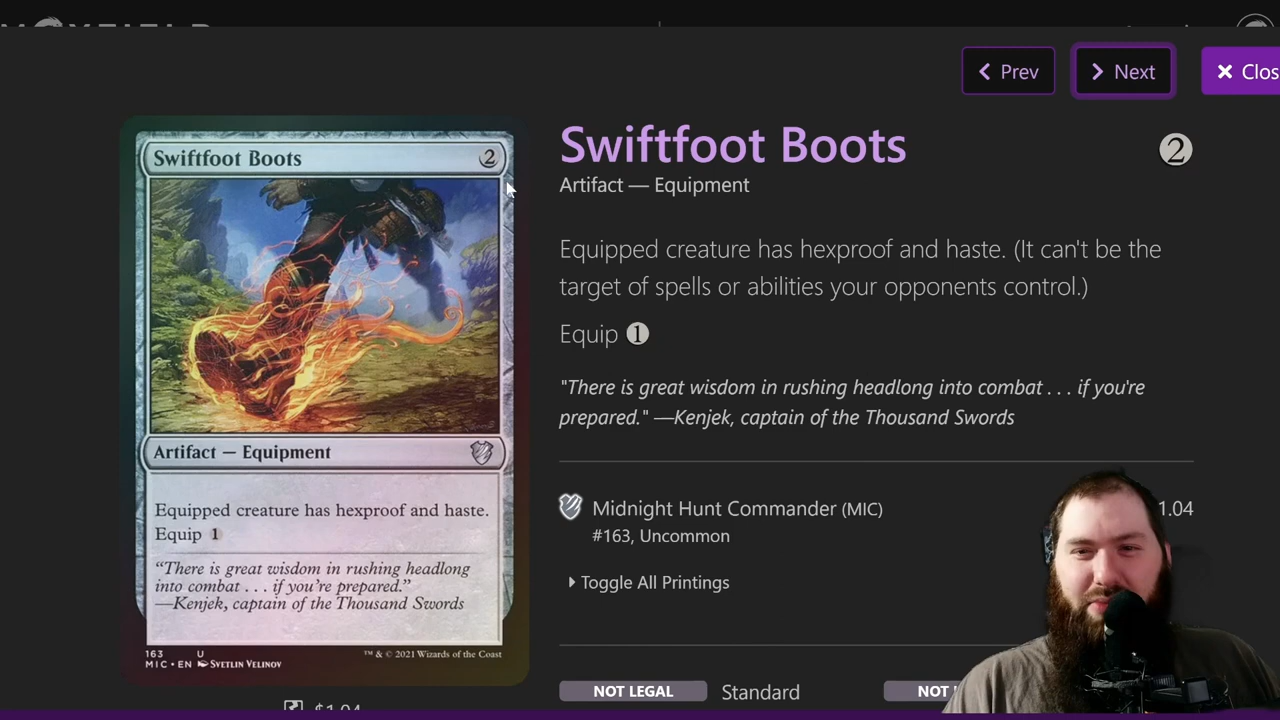 Prev
Next
Clos
Swiftfoot Boots
2
Swiftfoot Boots
2
Artifact — Equipment
Equipped creature has hexproof and haste. (It can't be the
target of spells or abilities your opponents control.)
Equip 1
"There is great wisdom in rushing headlong into combat . . . if you're
prepared." —Kenjek, captain of the Thousand Swords
Artifact — Equipment
Equipped creature has hexproof and haste.
Equip 1
“There is great wisdom in rushing headlong
into combat . . . if you’re prepared.”
—Kenjek, captain of the Thousand Swords
163 U
MIC • EN Svetlin Velinov
™ & © 2021 Wizards of the Coast
Midnight Hunt Commander (MIC)
1.04
#163, Uncommon
Toggle All Printings
NOT LEGAL
Standard
NOT
$1.04